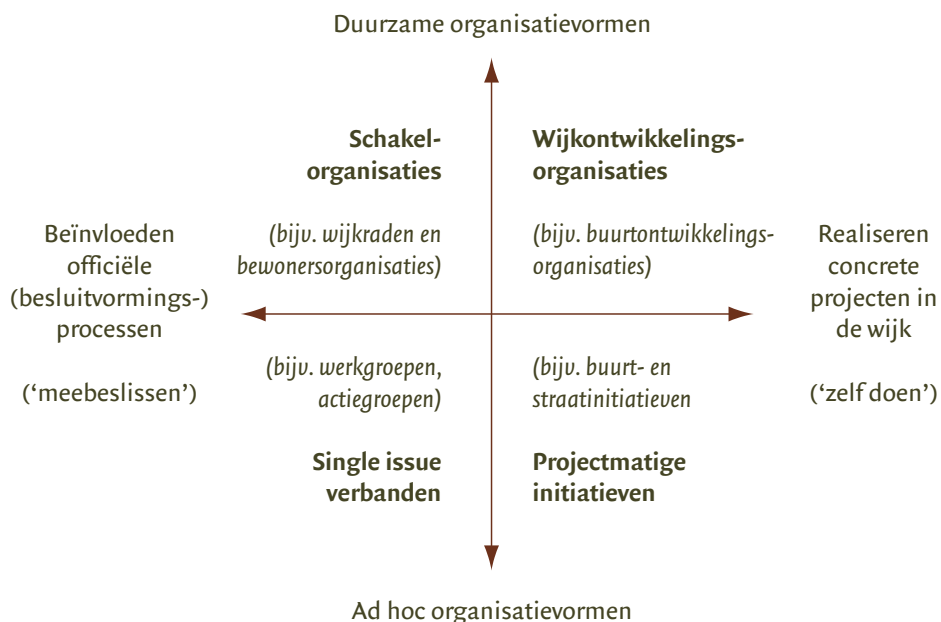 Duurzame organisatievormen
Schakel-
organisaties
Wijkontwikkelings-
organisaties
Beïnvloeden
officiële
(besluitvormings-)
processen
(‘meebeslissen’)
(bijv. wijkraden en
bewonersorganisaties)
(bijv. buurtontwikkelings-
organisaties)
Realiseren
concrete
projecten in
de wijk
(‘zelf doen’)
(bijv. werkgroepen,
actiegroepen)
(bijv. buurt- en
straatinitiatieven
Single issue
verbanden
Projectmatige
initiatieven
Ad hoc organisatievormen